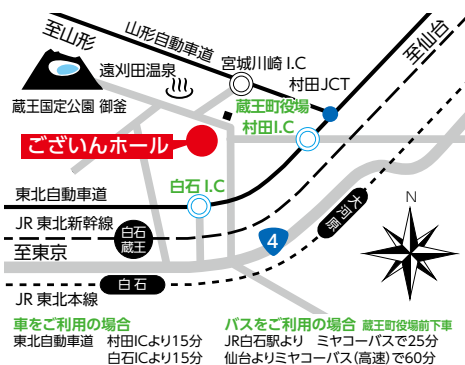 至山形
山形自動車道
至仙台
宮城川崎 I.C
遠刈田温泉
村田JCT
蔵王国定公園 御釜
蔵王町役場
村田I.C
ございんホール
白石 I.C
東北自動車道
JR 東北新幹線
白石
蔵王
至東京
4
大河原
N
白石
JR 東北本線
車をご利用の場合
東北自動車道 村田ICより15分
白石ICより15分
バスをご利用の場合 蔵王町役場前下車
JR白石駅より ミヤコーバスで25分
仙台よりミヤコーバス(高速)で60分